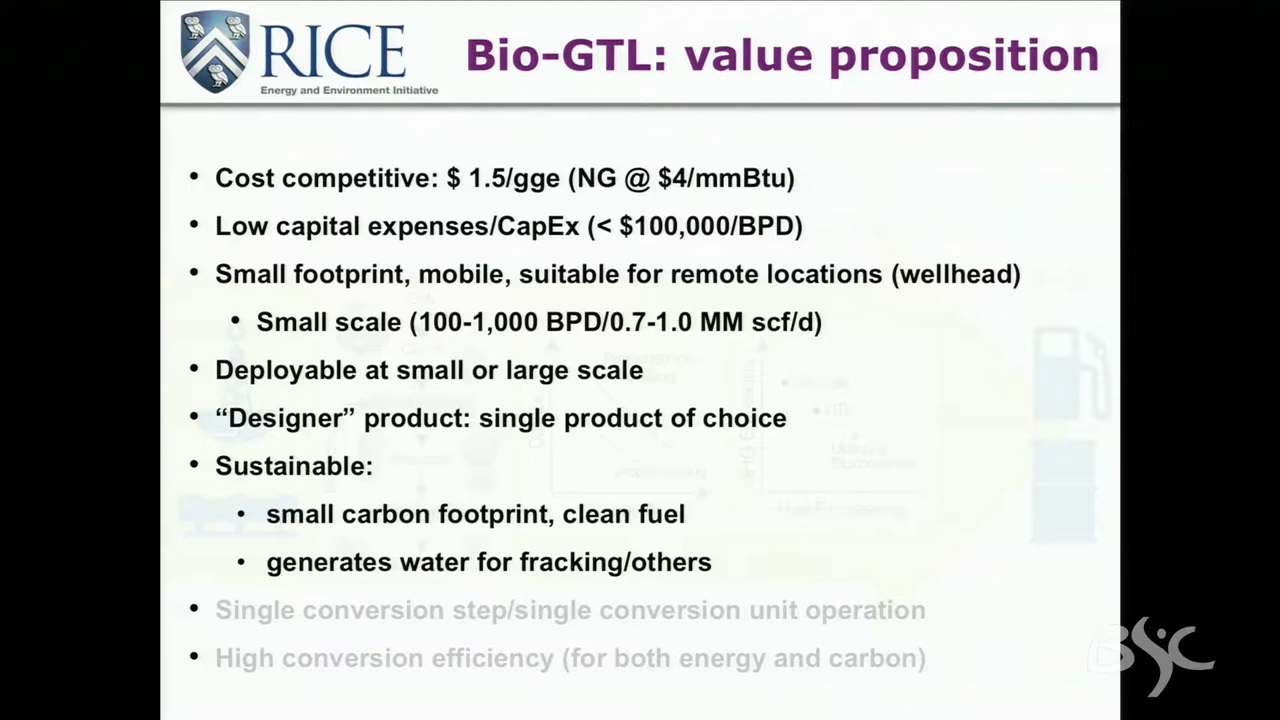 RICE
Energy and Environment Initiative
Bio-GTL: value proposition
• Cost competitive: $ 1.5/gge (NG @ $4/mmBtu)
• Low capital expenses/CapEx (< $100,000/BPD)
• Small footprint, mobile, suitable for remote locations (wellhead)
• Small scale (100-1,000 BPD/0.7-1.0 MM scf/d)
• Deployable at small or large scale
• “Designer” product: single product of choice
• Sustainable:
• small carbon footprint, clean fuel
• generates water for fracking/others
• Single conversion step/single conversion unit operation
• High conversion efficiency (for both energy and carbon)
BSC